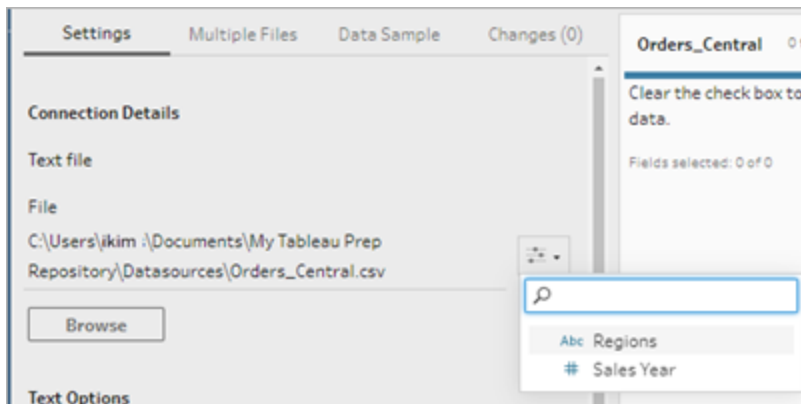 Settings Multiple Files Data Sample Changes (0)
Connection Details
Text file
File
C:\Users\ikim :\Documents\My Tableau Prep
Repository\Datasources\Orders_Central.csv
Browse
Text Options
Orders_Central 0
Clear the check box to
data.
Fields selected: 0 of 0
Abc Regions
# Sales Year